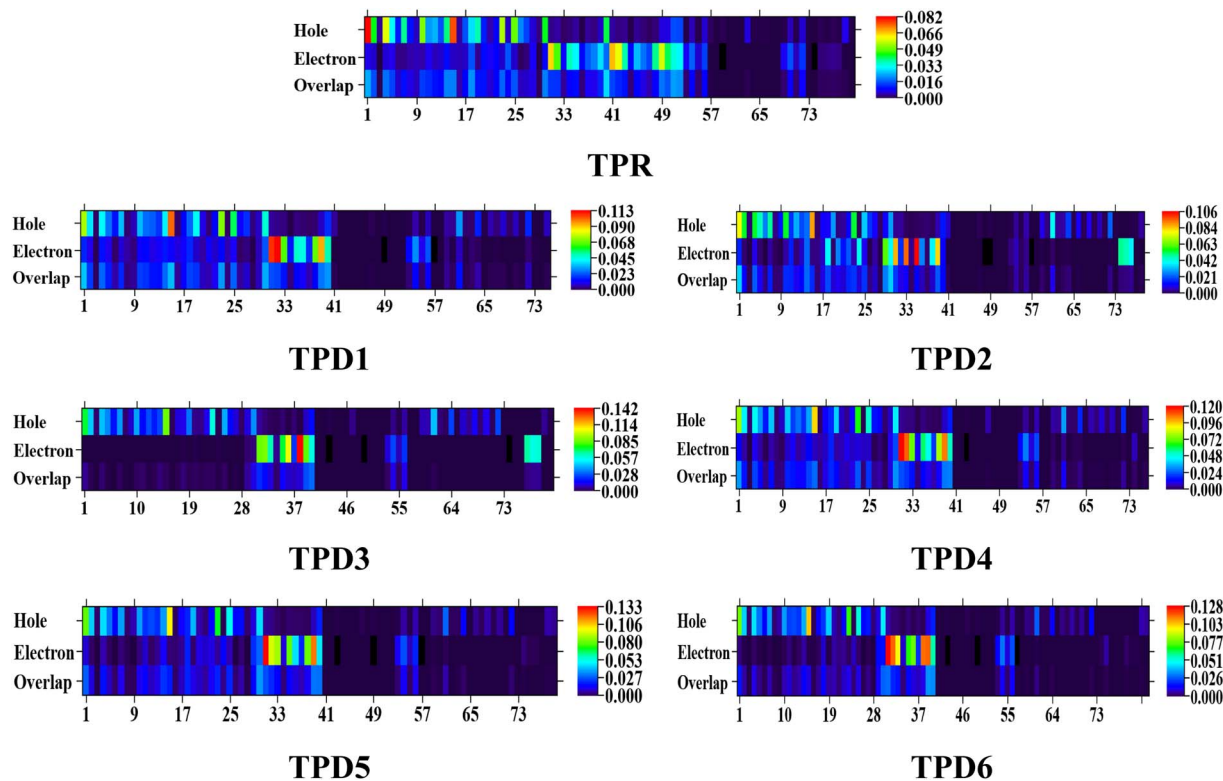 Hole
Electron
Overlap
0.082
0.066
0.049
0.033
0.016
0.000
1 9 17 25 33 41 49 57 65 73
TPR
Hole
Electron
Overlap
0.113
0.090
0.068
0.045
0.023
0.000
1 9 17 25 33 41 49 57 65 73
TPD1
Hole
Electron
Overlap
0.106
0.084
0.063
0.042
0.021
0.000
1 9 17 25 33 41 49 57 65 73
TPD2
Hole
Electron
Overlap
0.142
0.114
0.085
0.057
0.028
0.000
1 10 19 28 37 46 55 64 73
TPD3
Hole
Electron
Overlap
0.120
0.096
0.072
0.048
0.024
0.000
1 9 17 25 33 41 49 57 65 73
TPD4
Hole
Electron
Overlap
0.133
0.106
0.080
0.053
0.027
0.000
1 9 17 25 33 41 49 57 65 73
TPD5
Hole
Electron
Overlap
0.128
0.103
0.077
0.051
0.026
0.000
1 10 19 28 37 46 55 64 73
TPD6